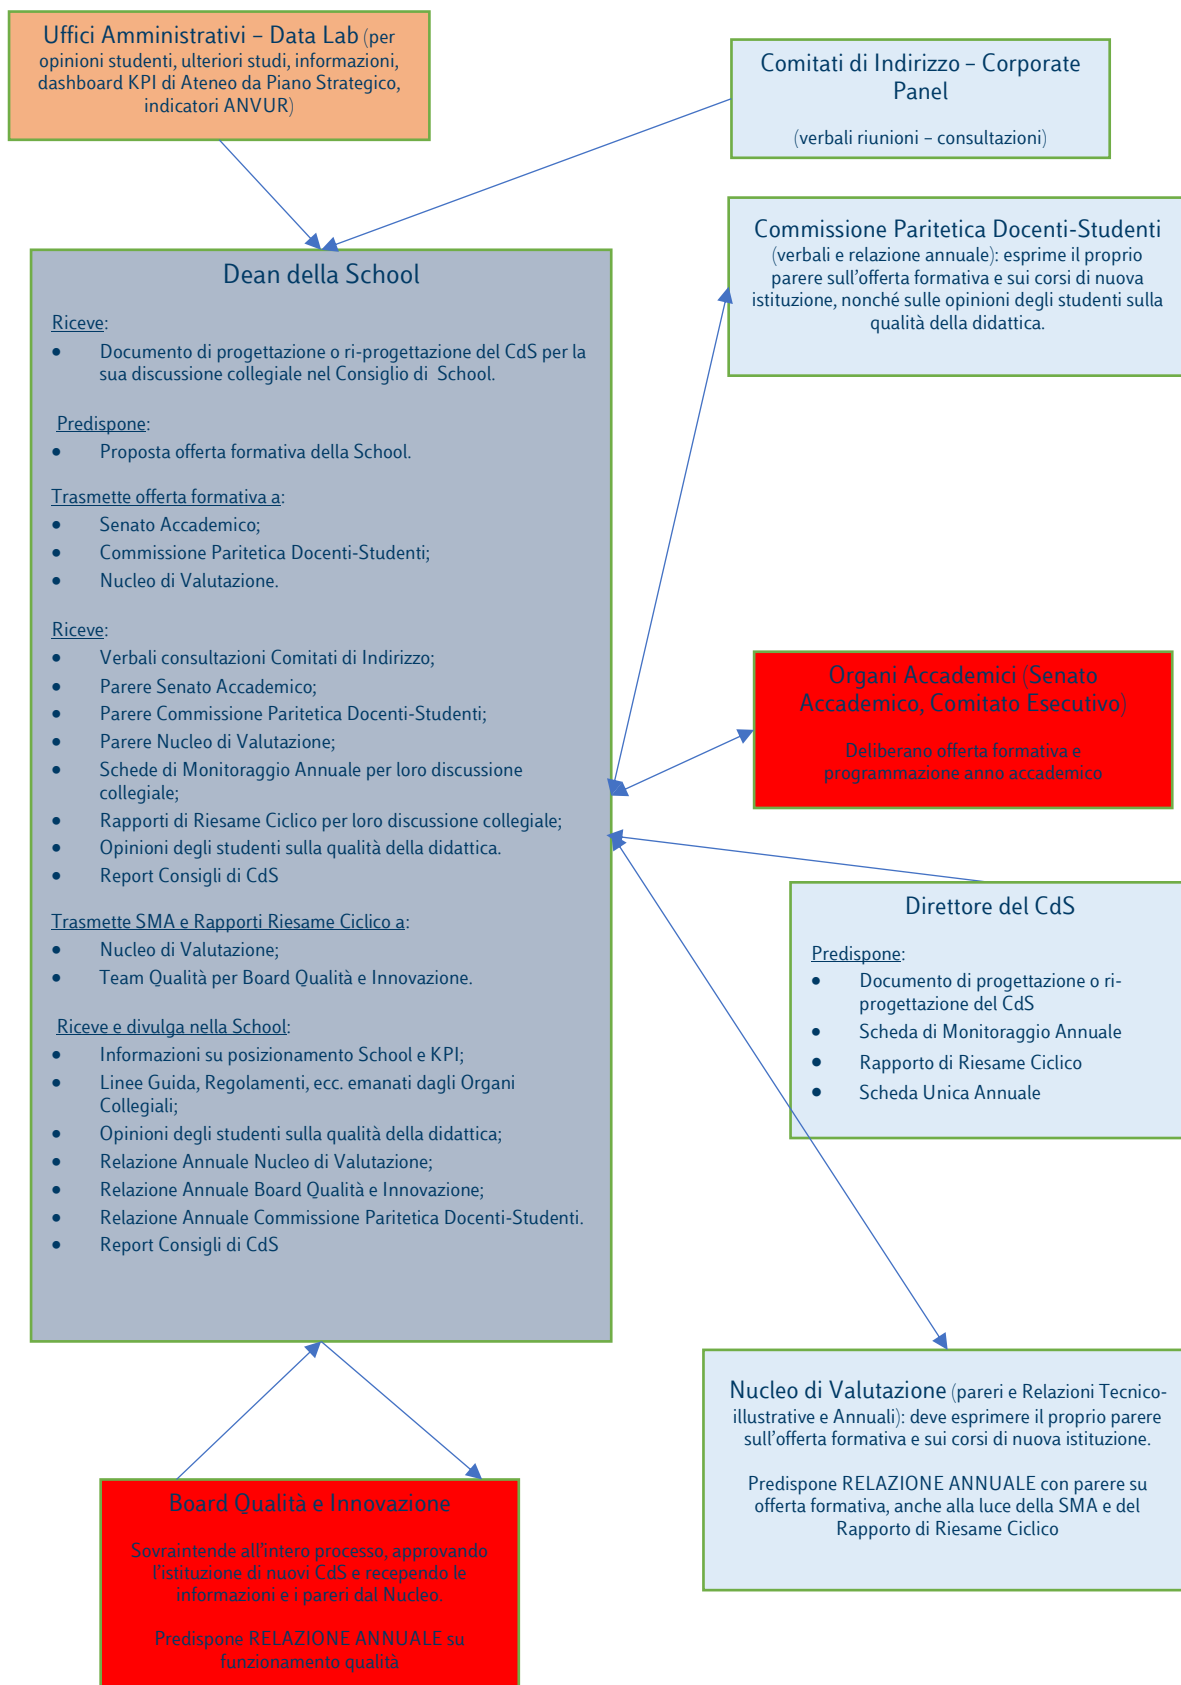 Uffici Amministrativi – Data Lab (per
opinioni studenti, ulteriori studi, informazioni,
dashboard KPI di Ateneo da Piano Strategico,
indicatori ANVUR)
Comitati di Indirizzo – Corporate
Panel
(verbali riunioni – consultazioni)
Commissione Paritetica Docenti-Studenti
(verbali e relazione annuale): esprime il proprio
parere sull'offerta formativa e sui corsi di nuova
istituzione, nonché sulle opinioni degli studenti sulla
qualità della didattica.
Dean della School
Riceve:
• Documento di progettazione o ri-progettazione del CdS per la
sua discussione collegiale nel Consiglio di School.
Predispone:
• Proposta offerta formativa della School.
Trasmette offerta formativa a:
• Senato Accademico;
• Commissione Paritetica Docenti-Studenti;
• Nucleo di Valutazione.
Riceve:
• Verbali consultazioni Comitati di Indirizzo;
• Parere Senato Accademico;
• Parere Commissione Paritetica Docenti-Studenti;
• Parere Nucleo di Valutazione;
• Schede di Monitoraggio Annuale per loro discussione
collegiale;
• Rapporti di Riesame Ciclico per loro discussione collegiale;
• Opinioni degli studenti sulla qualità della didattica.
• Report Consigli di CdS
Trasmette SMA e Rapporti Riesame Ciclico a:
• Nucleo di Valutazione;
• Team Qualità per Board Qualità e Innovazione.
Riceve e divulga nella School:
• Informazioni su posizionamento School e KPI;
• Linee Guida, Regolamenti, ecc. emanati dagli Organi
Collegiali;
• Opinioni degli studenti sulla qualità della didattica;
• Relazione Annuale Nucleo di Valutazione;
• Relazione Annuale Board Qualità e Innovazione;
• Relazione Annuale Commissione Paritetica Docenti-Studenti.
• Report Consigli di CdS
Organi Accademici (Senato
Accademico, Comitato Esecutivo)
Deliberano offerta formativa e
programmazione anno accademico
Direttore del CdS
Predispone:
• Documento di progettazione o ri-
progettazione del CdS
• Scheda di Monitoraggio Annuale
• Rapporto di Riesame Ciclico
• Scheda Unica Annuale
Nucleo di Valutazione (pareri e Relazioni Tecnico-
illustrative e Annuali): deve esprimere il proprio parere
sull'offerta formativa e sui corsi di nuova istituzione.
Predispone RELAZIONE ANNUALE con parere su
offerta formativa, anche alla luce della SMA e del
Rapporto di Riesame Ciclico
Board Qualità e Innovazione
Sovraintende all'intero processo, approvando
l'istituzione di nuovi CdS e recependo le
informazioni e i pareri dal Nucleo.
Predispone RELAZIONE ANNUALE su
funzionamento qualità